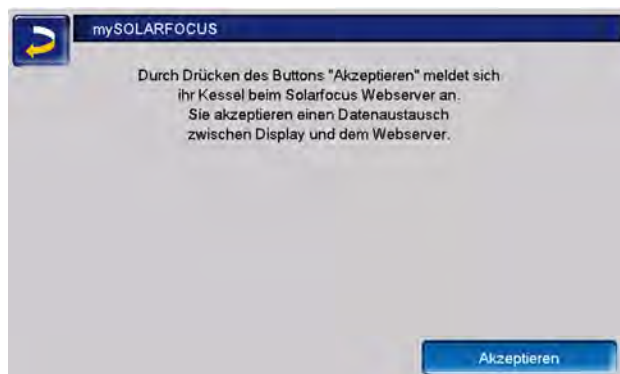 mySOLARFOCUS
Durch Drücken des Buttons "Akzeptieren" meldet sich
ihr Kessel beim Solarfocus Webserver an.
Sie akzeptieren einen Datenaustausch
zwischen Display und dem Webserver.
Akzeptieren